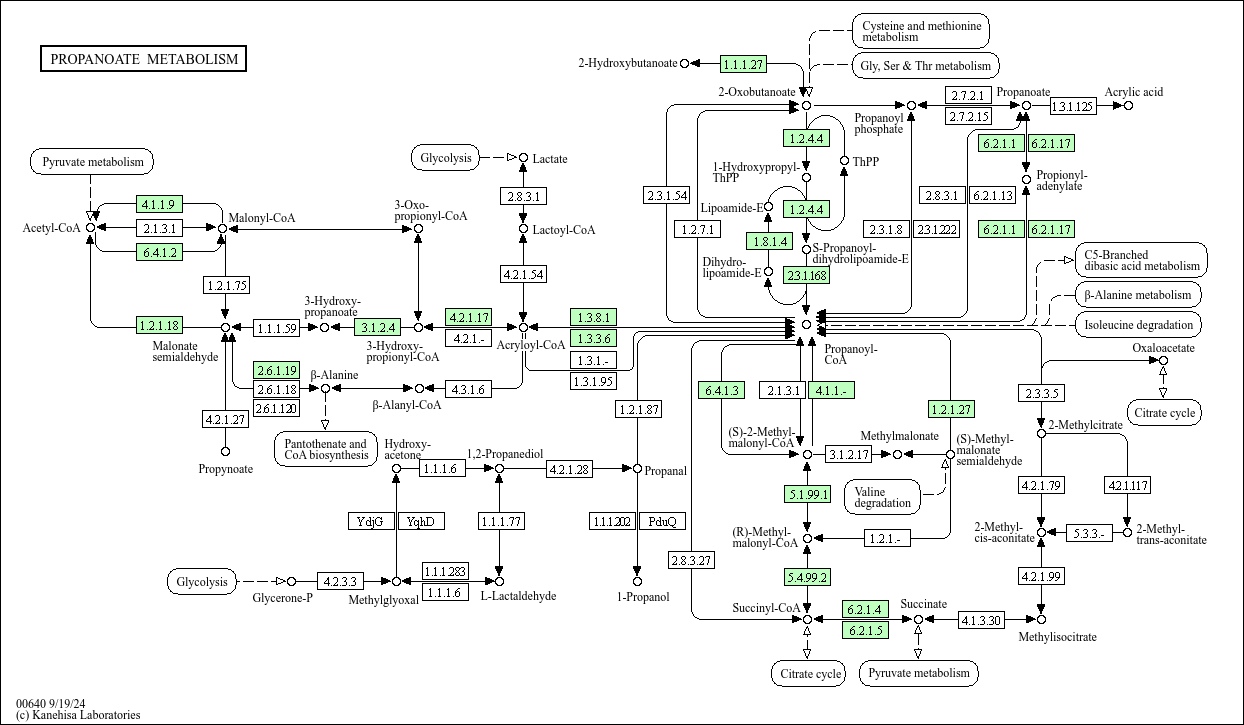 PROPANOATE METABOLISM
Cysteine and methionine
metabolism
2-Hydroxybutanoate
1.1.1.27
Gly, Ser & Thr metabolism
2-Oxobutanoate
2.7.2.1
Propanoate
Acrylic acid
1.3.1.125
Propanoyl
phosphate
2.7.2.15
1.2.4.4
6.2.1.1
6.2.1.17
Pyruvate metabolism
Glycolysis
Lactate
ThPP
1-Hydroxypropyl-
ThPP
Propionyl-
adenylate
2.8.3.1
2.3.1.54
2.8.3.1
6.2.1.13
4.1.1.9
Malonyl-CoA
3-Oxo-
propionyl-CoA
Lipoamide-E
1.2.4.4
Acetyl-CoA
2.1.3.1
Lactoyl-CoA
1.2.7.1
2.3.1.8
2.3.1.222
6.2.1.1
6.2.1.17
6.4.1.2
1.8.1.4
S-Propanoyl-
dihydrolipoamide-E
C5-Branched
dibasic acid metabolism
Dihydro-
lipoamide-E
2.3.1.168
1.2.1.75
4.2.1.54
β-Alanine metabolism
3-Hydroxy-
propanoate
1.2.1.18
1.1.1.59
3.1.2.4
4.2.1.17
4.2.1.-
1.3.8.1
1.3.3.6
Isoleucine degradation
Malonate
semialdehyde
3-Hydroxy-
propionyl-CoA
Acryloyl-CoA
1.3.1.-
1.3.1.95
Propanoyl-
CoA
Oxaloacetate
2.6.1.19
2.6.1.18
2.6.1.120
β-Alanine
4.3.1.6
β-Alanyl-CoA
6.4.1.3
2.1.3.1
4.1.1.-
2.3.3.5
4.2.1.27
1.2.1.87
1.2.1.27
Citrate cycle
2-Methylcitrate
Pantothenate and
CoA biosynthesis
Hydroxy-
acetone
(S)-2-Methyl-
malonyl-CoA
Methylmalonate
(S)-Methyl-
malonate
semialdehyde
Propynoate
1.1.1.6
1,2-Propanediol
4.2.1.28
Propanal
3.1.2.17
5.1.99.1
Valine
degradation
4.2.1.79
4.2.1.117
YdjG
YqhD
1.1.1.77
1.1.1.202
PduQ
(R)-Methyl-
malonyl-CoA
1.2.1.-
2-Methyl-
cis-aconitate
5.3.3.-
2-Methyl-
trans-aconitate
2.8.3.27
Glycolysis
4.2.3.3
1.1.1.283
1.1.1.6
5.4.99.2
4.2.1.99
Glycerone-P
Methylglyoxal
L-Lactaldehyde
1-Propanol
Succinyl-CoA
6.2.1.4
6.2.1.5
Succinate
4.1.3.30
Methylisocitrate
Citrate cycle
Pyruvate metabolism
00640 9/19/24
(c) Kanehisa Laboratories